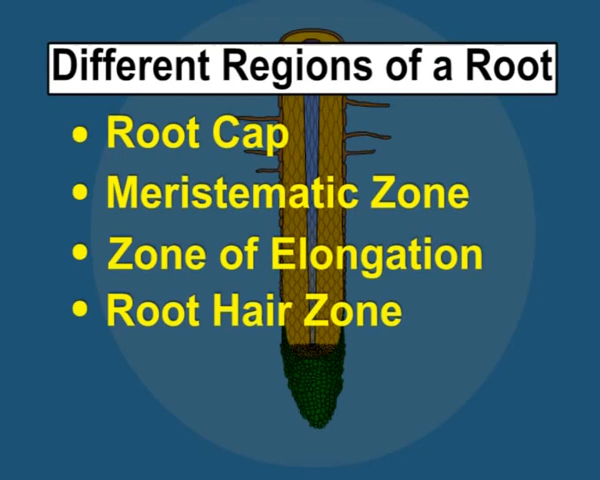 Different Regions of a Root
• Root Cap
• Meristematic Zone
• Zone of Elongation
• Root Hair Zone